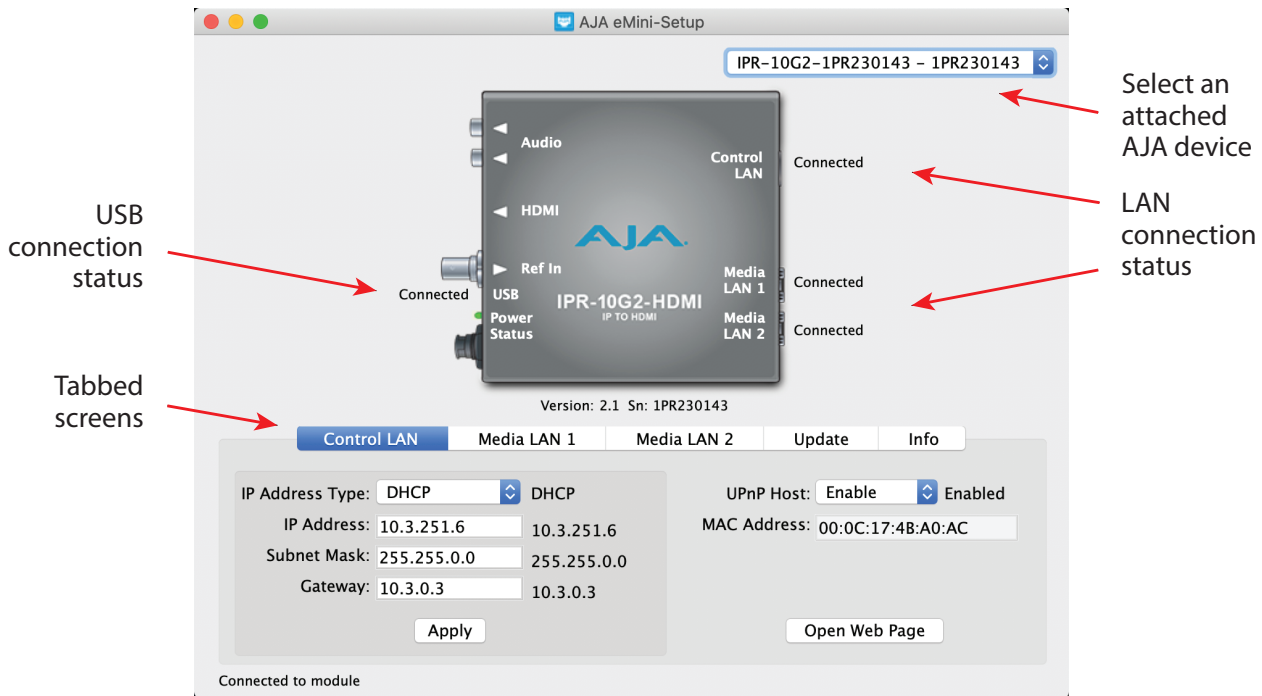 AJA eMini-Setup
IPR-10G2-1PR230143 – 1PR230143
Select an
attached
AJA device
Audio
Control
LAN
Connected
HDMI
LAN
connection
status
USB
connection
status
AJA
Ref In
Connected
USB
Media
LAN 1
Connected
IPR-10G2-HDMI
IP TO HDMI
Power
Status
Media
LAN 2
Connected
Version: 2.1 Sn: 1PR230143
Tabbed
screens
Control LAN Media LAN 1 Media LAN 2 Update Info
IP Address Type: DHCP DHCP
IP Address: 10.3.251.6 10.3.251.6
Subnet Mask: 255.255.0.0 255.255.0.0
Gateway: 10.3.0.3 10.3.0.3
Apply
UPnP Host: Enable Enabled
MAC Address: 00:0C:17:4B:A0:AC
Open Web Page
Connected to module